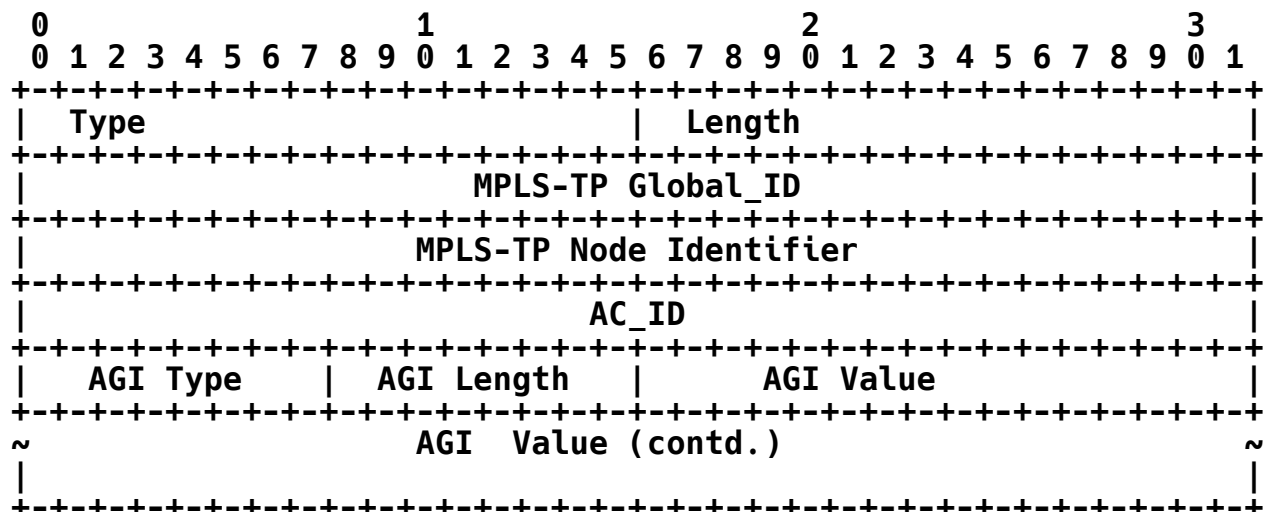 0                   1                   2                   3
 0 1 2 3 4 5 6 7 8 9 0 1 2 3 4 5 6 7 8 9 0 1 2 3 4 5 6 7 8 9 0 1
+-+-+-+-+-+-+-+-+-+-+-+-+-+-+-+-+-+-+-+-+-+-+-+-+-+-+-+-+-+-+-+-+
|  Type                         |  Length                       |
+-+-+-+-+-+-+-+-+-+-+-+-+-+-+-+-+-+-+-+-+-+-+-+-+-+-+-+-+-+-+-+-+
|                       MPLS-TP Global_ID                       |
+-+-+-+-+-+-+-+-+-+-+-+-+-+-+-+-+-+-+-+-+-+-+-+-+-+-+-+-+-+-+-+-+
|                    MPLS-TP Node Identifier                    |
+-+-+-+-+-+-+-+-+-+-+-+-+-+-+-+-+-+-+-+-+-+-+-+-+-+-+-+-+-+-+-+-+
|                             AC_ID                             |
+-+-+-+-+-+-+-+-+-+-+-+-+-+-+-+-+-+-+-+-+-+-+-+-+-+-+-+-+-+-+-+-+
|   AGI Type    |  AGI Length   |      AGI Value                |
+-+-+-+-+-+-+-+-+-+-+-+-+-+-+-+-+-+-+-+-+-+-+-+-+-+-+-+-+-+-+-+-+
~                    AGI  Value (contd.)                        ~
|                                                               |
+-+-+-+-+-+-+-+-+-+-+-+-+-+-+-+-+-+-+-+-+-+-+-+-+-+-+-+-+-+-+-+-+